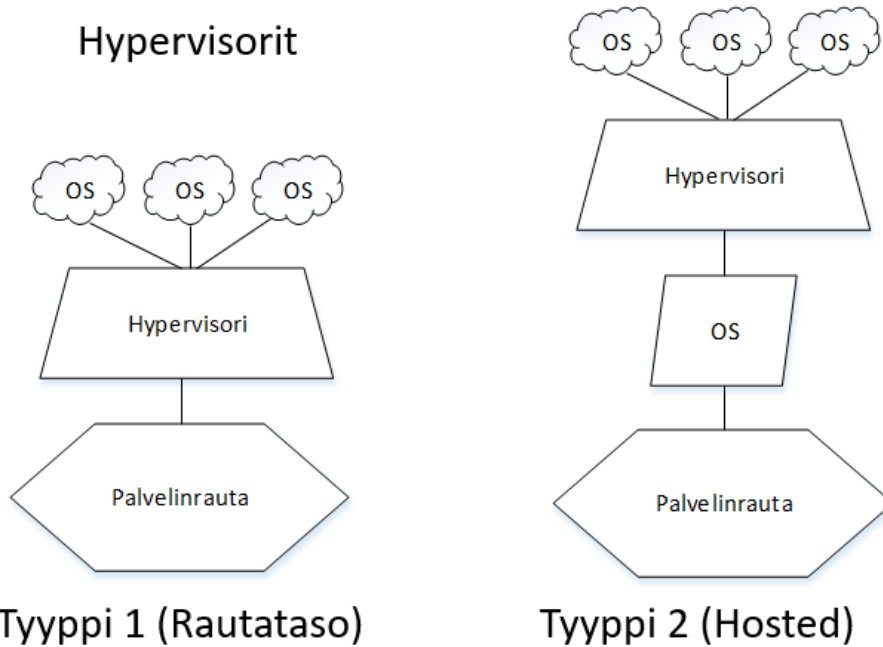 Hypervisorit
OS OS OS
Hypervisori
Palvelinrauta
Tyyppi 1 (Rautataso)
OS OS OS
Hypervisori
OS
Palvelinrauta
Tyyppi 2 (Hosted)